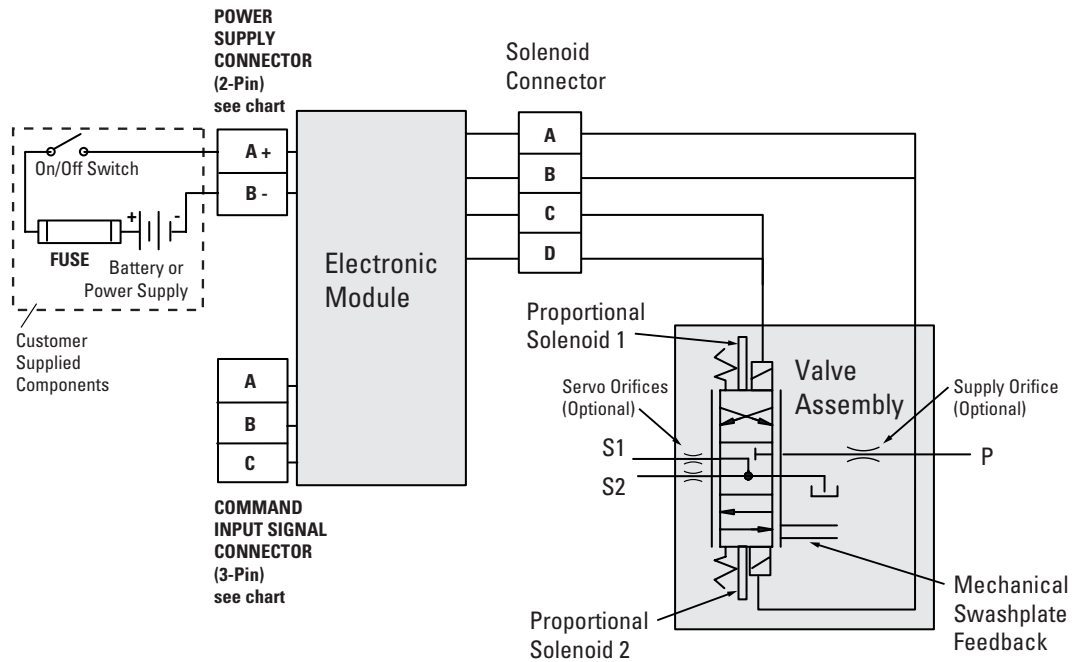 POWER
SUPPLY
CONNECTOR
(2-Pin)
see chart
Solenoid
Connector
On/Off Switch
A +
B -
+
-
FUSE
Battery or
Power Supply
Customer
Supplied
Components
Electronic
Module
A
B
C
D
A
B
C
COMMAND
INPUT SIGNAL
CONNECTOR
(3-Pin)
see chart
Proportional
Solenoid 1
Servo Orifices
(Optional)
S1
S2
Valve
Assembly
Supply Orifice
(Optional)
P
Mechanical
Swashplate
Feedback
Proportional
Solenoid 2